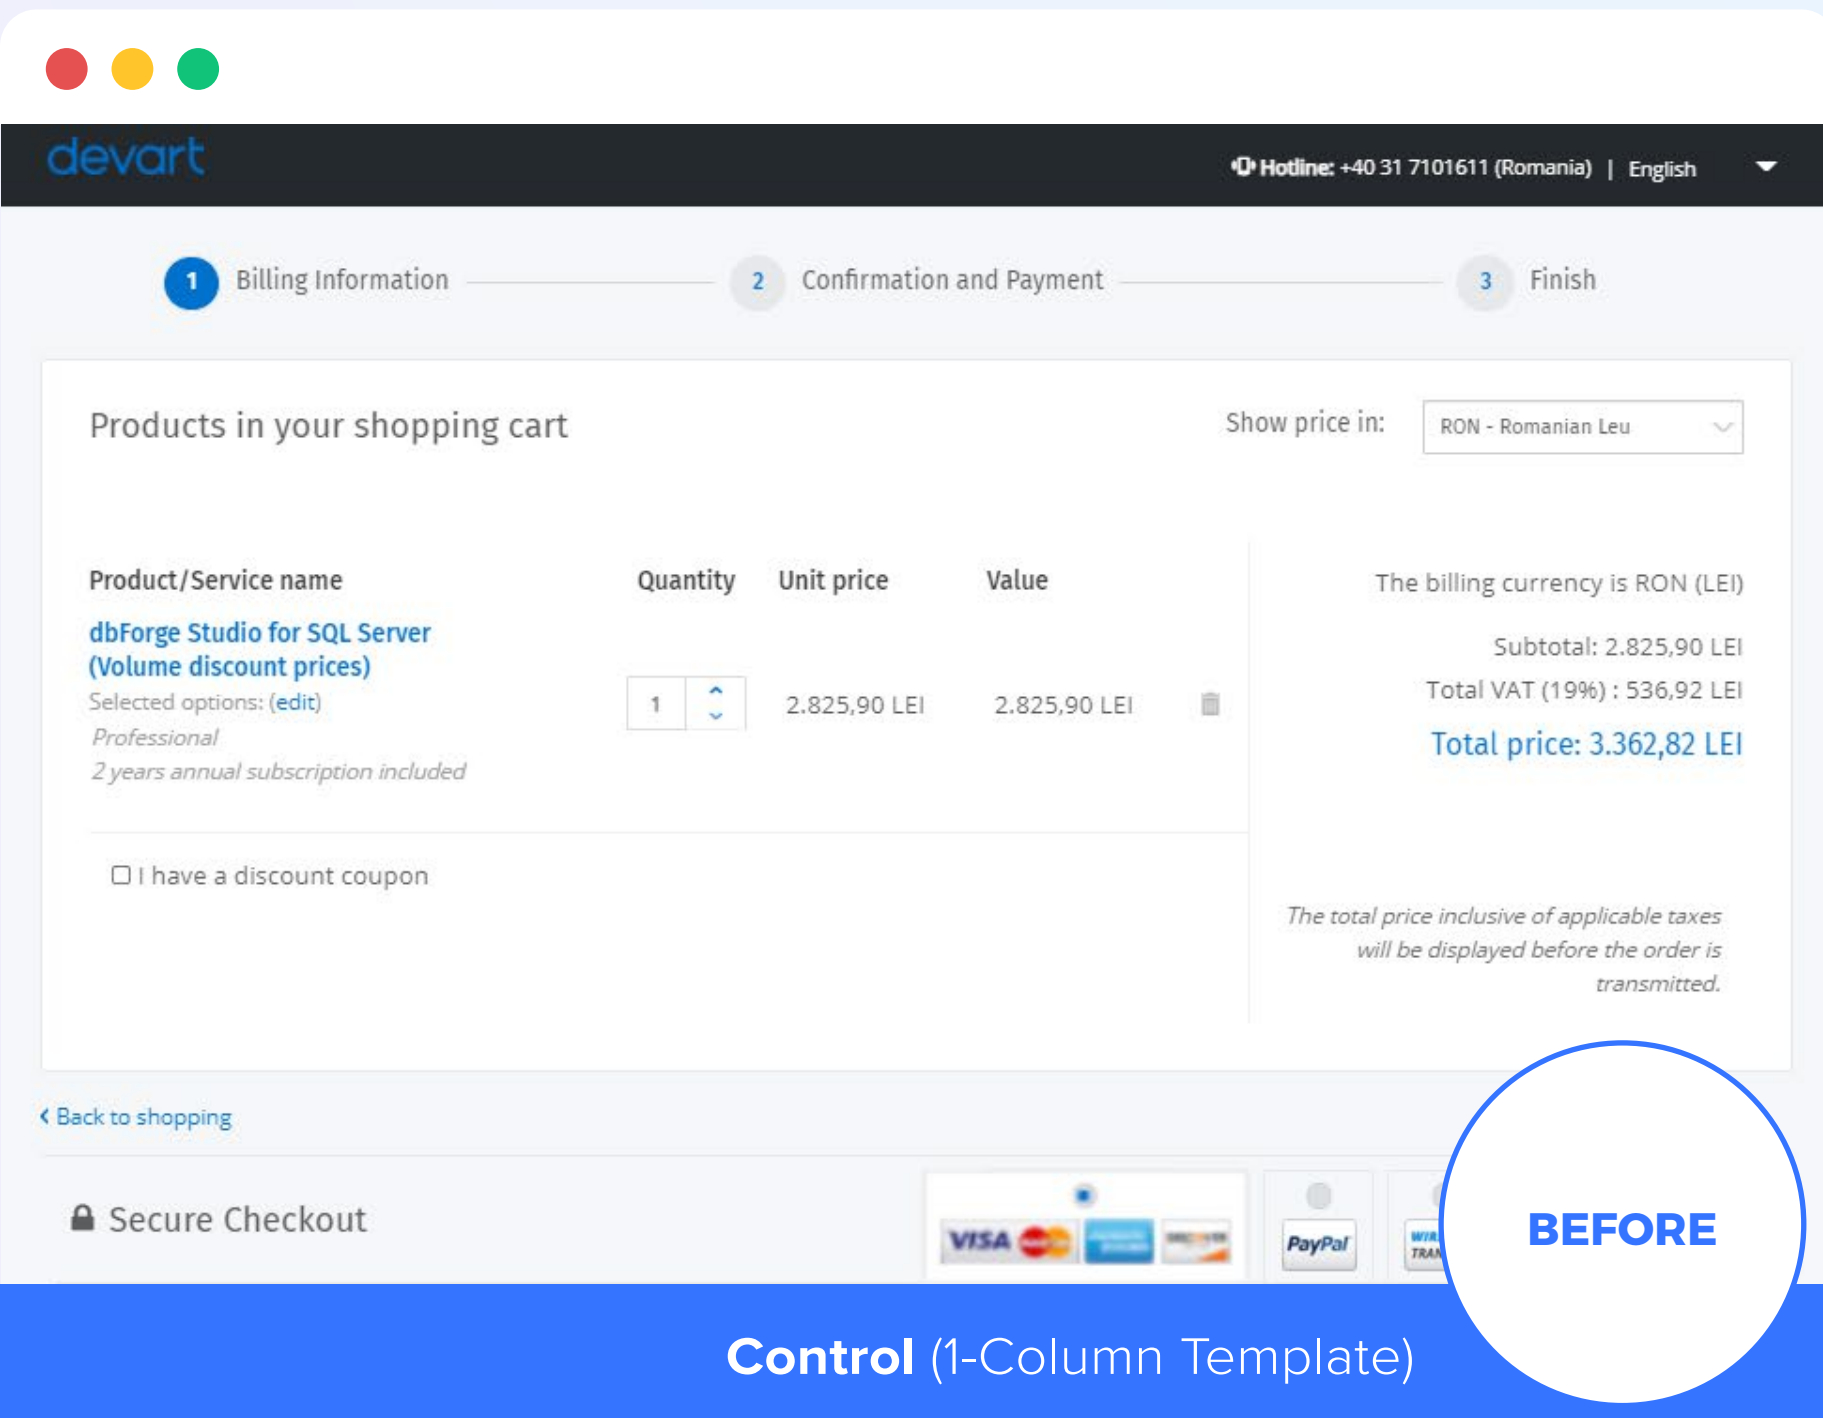 devart
Hotline: +40 31 7101611 (Romania) | English
1 Billing Information
2 Confirmation and Payment
3 Finish
Products in your shopping cart
Show price in: RON - Romanian Leu
Product/Service name Quantity Unit price Value
dbForge Studio for SQL Server
(Volume discount prices)
Selected options: (edit)
Professional
2 years annual subscription included
1 2.825,90 LEI 2.825,90 LEI
I have a discount coupon
The billing currency is RON (LEI)
Subtotal: 2.825,90 LEI
Total VAT (19%) : 536,92 LEI
Total price: 3.362,82 LEI
The total price inclusive of applicable taxes
will be displayed before the order is
transmitted.
Back to shopping
Secure Checkout
VISA
PayPal
BEFORE
Control (1-Column Template)